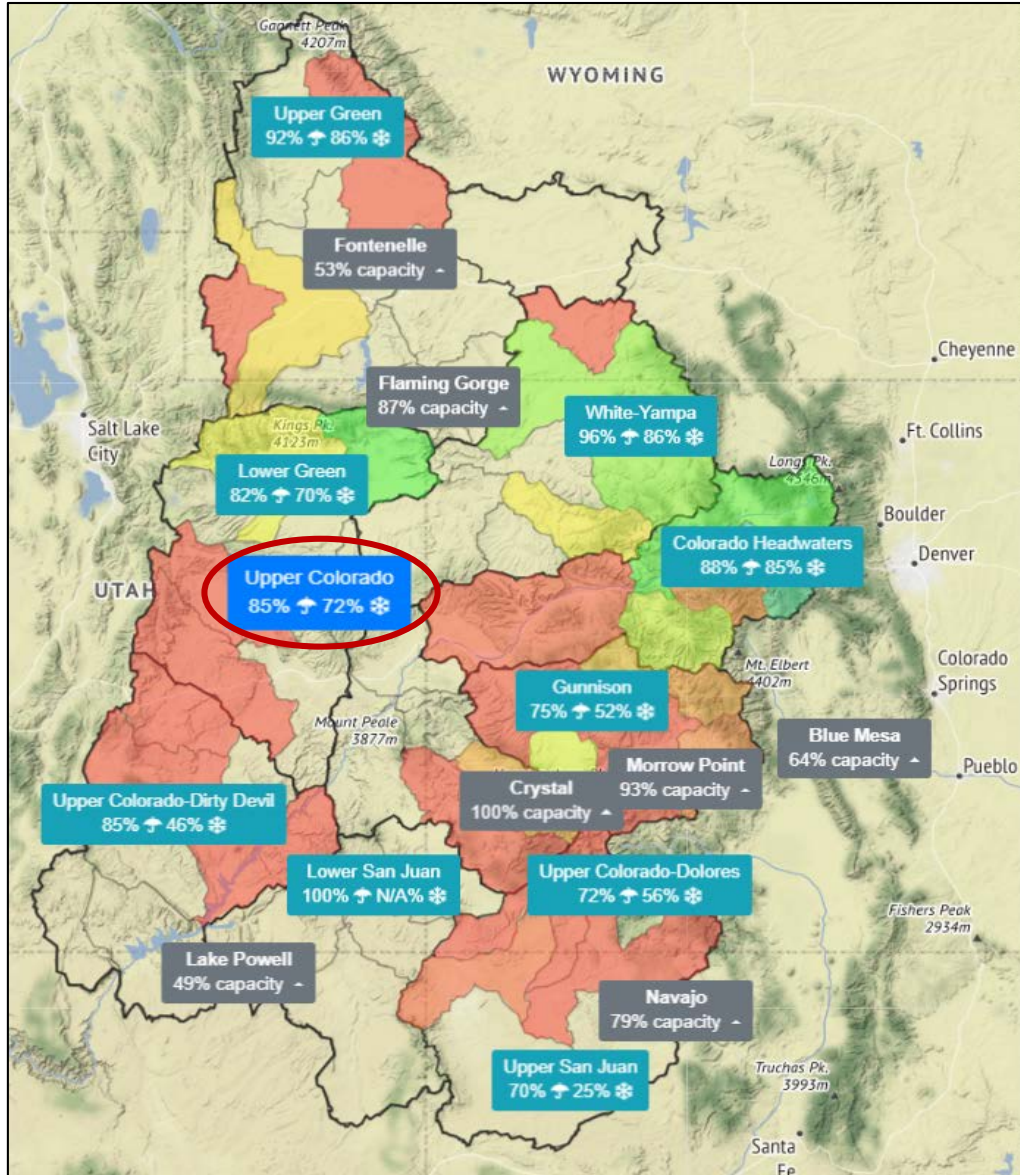 Gannett Peak
4207m
WYOMING
Upper Green
92% 86%
Fontenelle
53% capacity
Cheyenne
Flaming Gorge
87% capacity
White-Yampa
96% 86%
Salt Lake
City
Kings Pk.
4123m
Ft. Collins
Lower Green
82% 70%
Longs Pk.
4346m
Boulder
Colorado Headwaters
88% 85%
Denver
UTAH
Upper Colorado
85% 72%
Mt. Elbert
4402m
Colorado
Springs
Gunnison
75% 52%
Mount Peale
3877m
Blue Mesa
64% capacity
Morrow Point
93% capacity
Pueblo
Crystal
100% capacity
Upper Colorado-Dirty Devil
85% 46%
Lower San Juan
100% N/A%
Upper Colorado-Dolores
72% 56%
Fishers Peak
2934m
Lake Powell
49% capacity
Navajo
79% capacity
Upper San Juan
70% 25%
Truchas Pk.
3993m
Santa
Fe